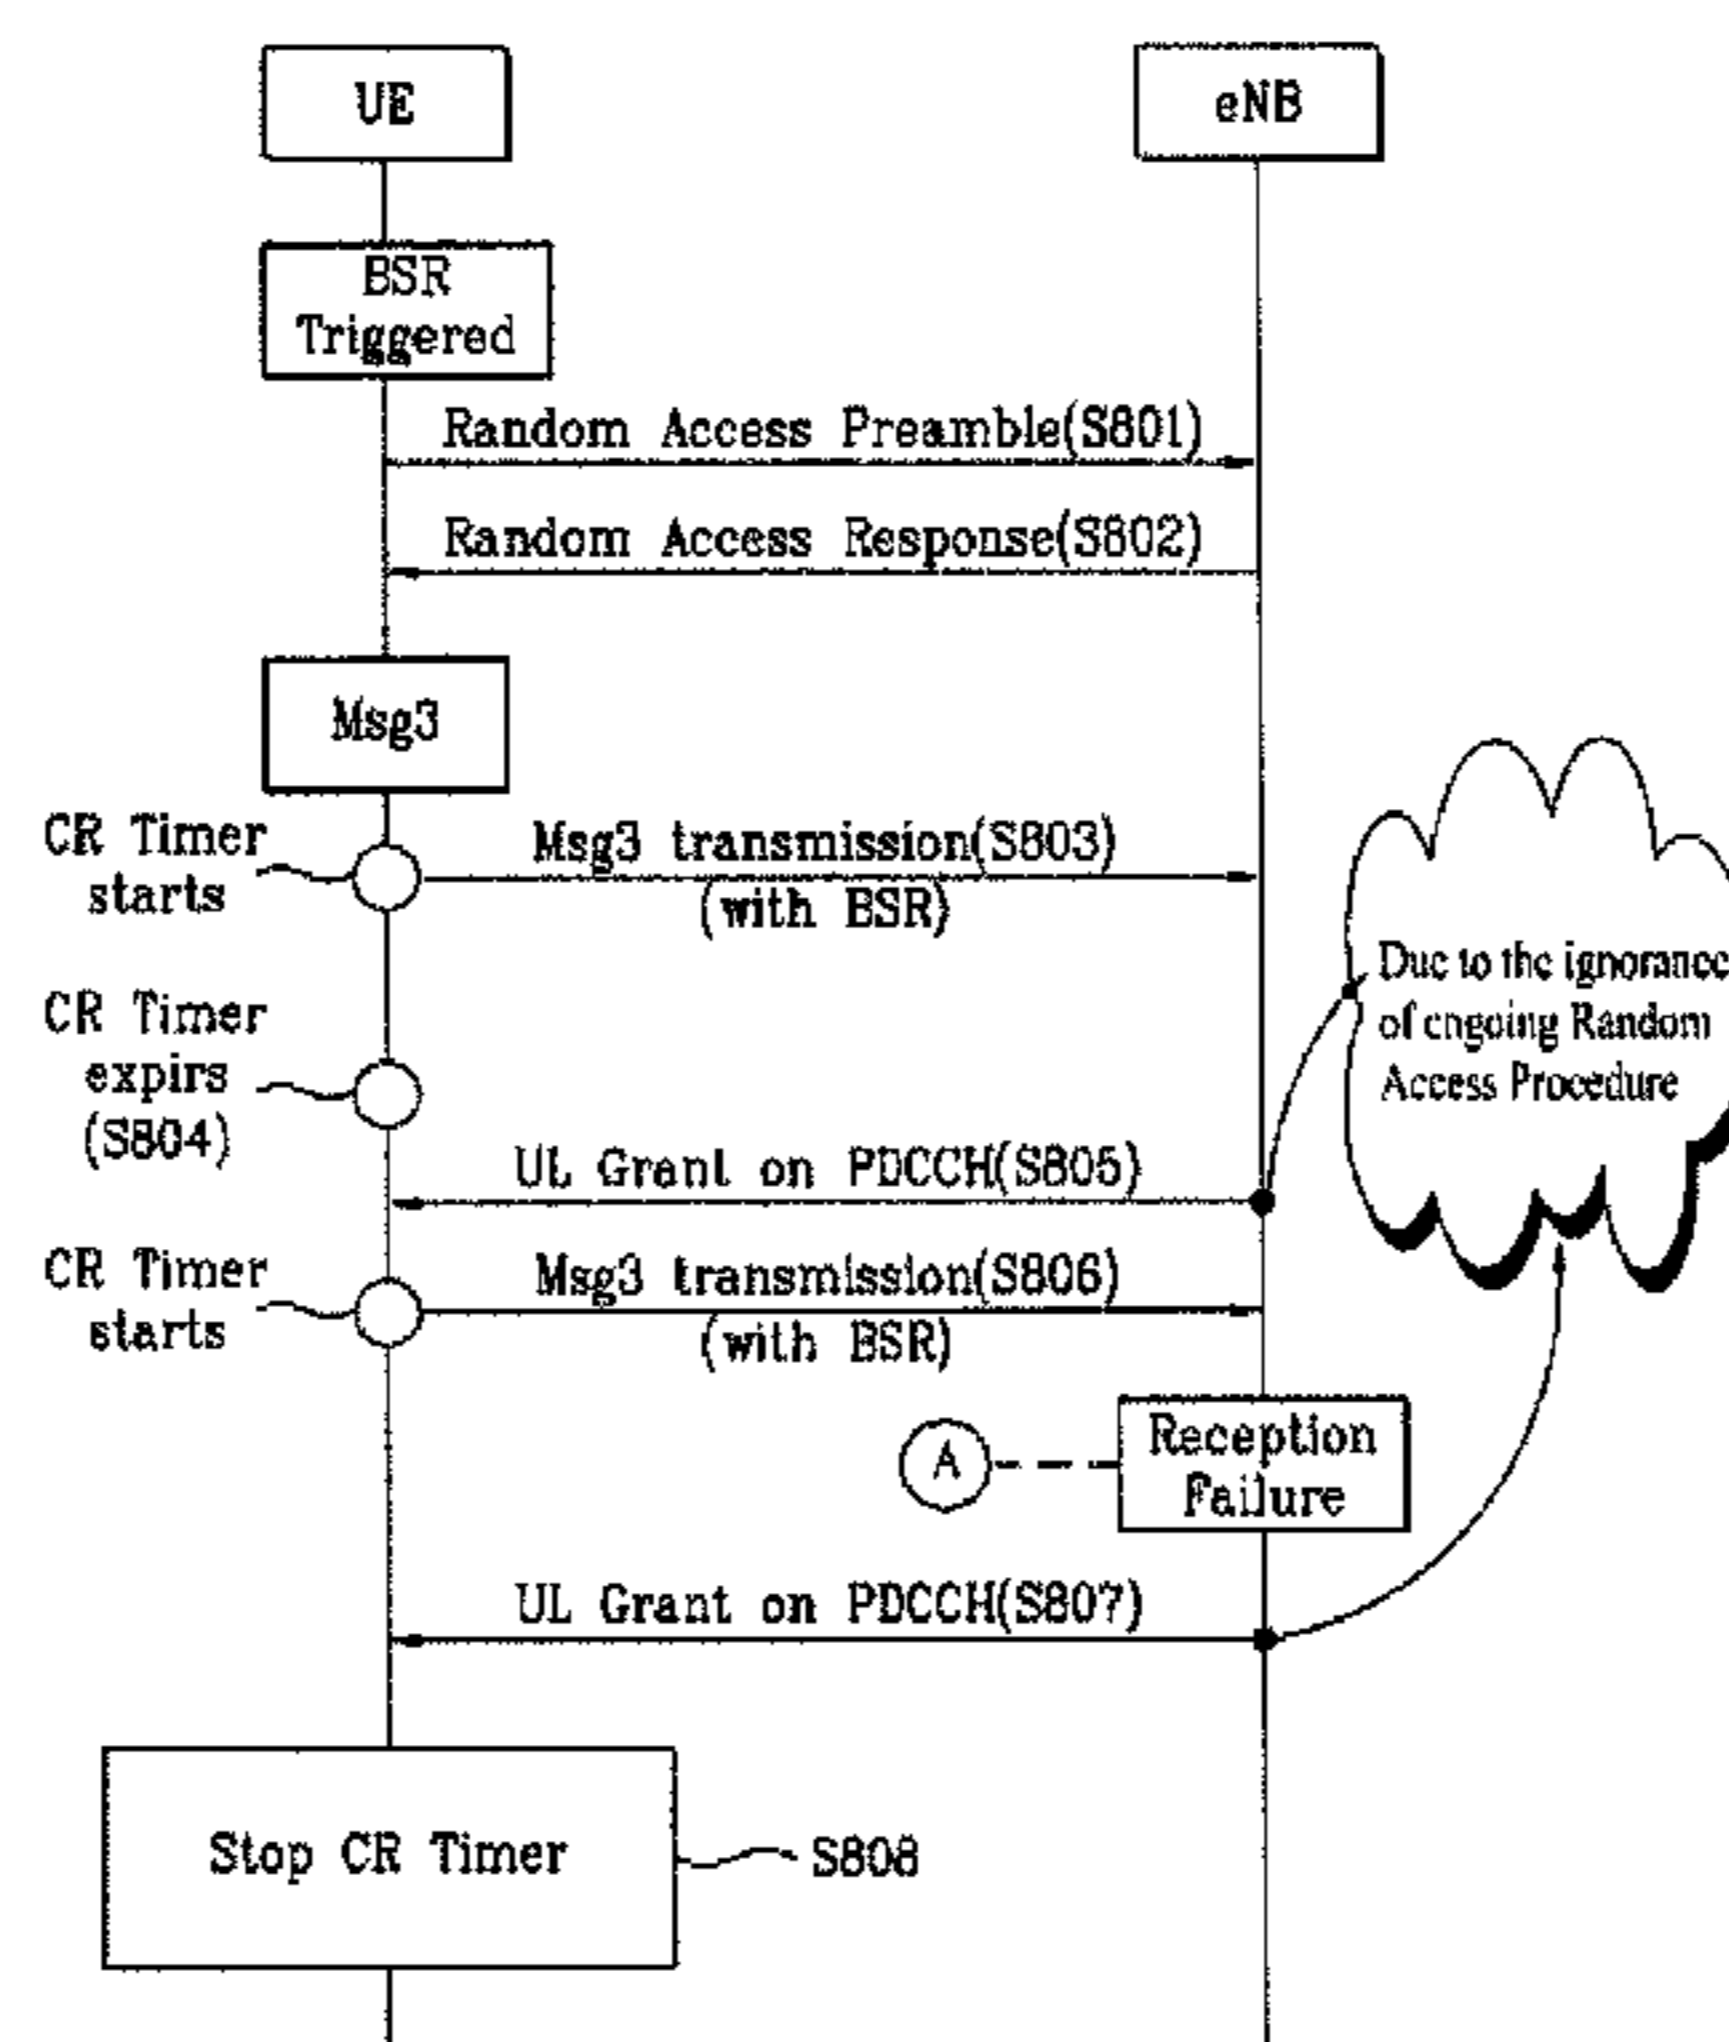 UE
eNB
BSR
Triggered
Random Access Preamble(S801)
Random Access Response(S802)
Msg3
CR Timer
starts
Msg3 transmission(S803)
(with BSR)
Due to the ignorance
of ongoing Random
Access Procedure
CR Timer
expirs
(S804)
UL Grant on PDCCH(S805)
CR Timer
starts
Msg3 transmission(S806)
(with BSR)
A
Reception
Failure
UL Grant on PDCCH(S807)
Stop CR Timer
S808